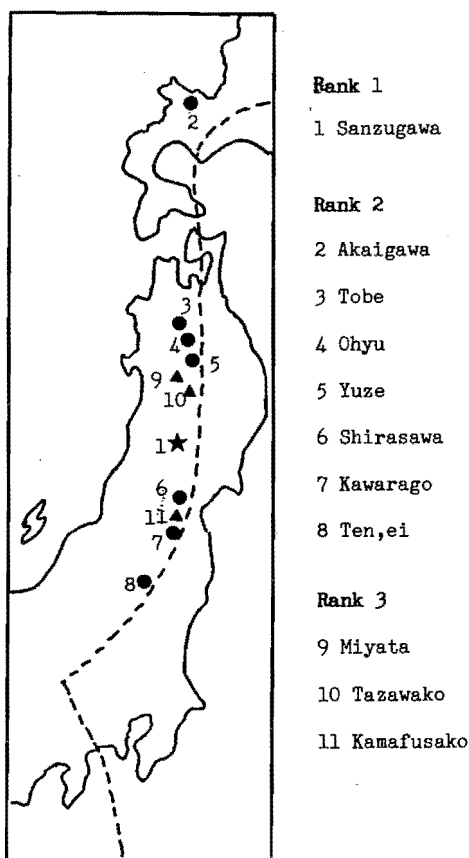 2
3
4
5
9
10
1
6
11
7
8
Rank 1
1 Sanzugawa
Rank 2
2 Akaigawa
3 Tobe
4 Ohyu
5 Yuze
6 Shirasawa
7 Kawarago
8 Ten,ei
Rank 3
9 Miyata
10 Tazawako
11 Kamafusako